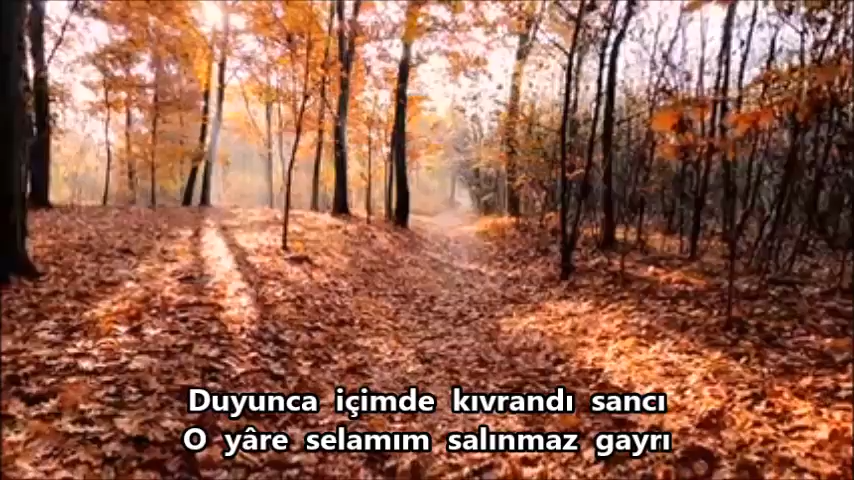 Duyunca içimde kıvrandı sancı
O yâre selamım salınmaz gayrı